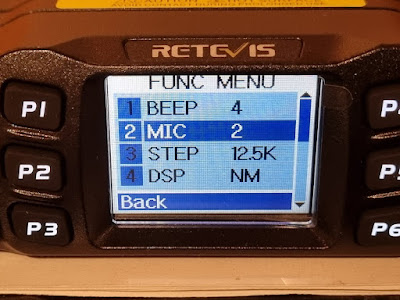 RETEVIS
FUNC MENU
1 BEEP 4
2 MIC 2
3 STEP 12.5K
4 DSP NM
Back
P1
P2
P3
P6